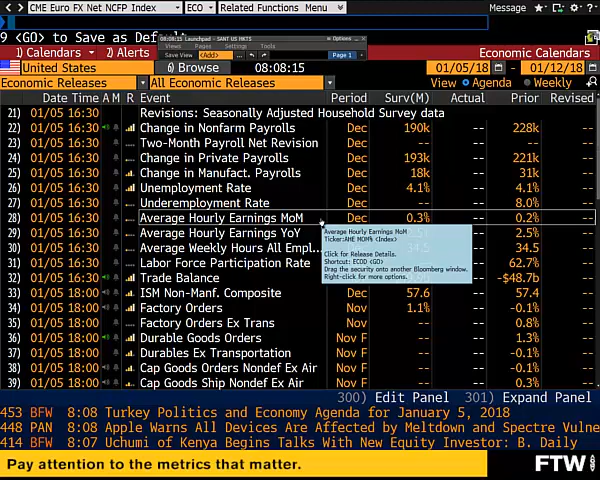 CME Euro FX Net NCFP Index ECO Related Functions Menu Message
9 <GO> to Save as Def
08:08:15 Launchpad - SANT US MKTS Options
Views Pages Settings Tools
Save View <Add> Page 1
1) Calendars 2) Alerts Economic Calendars
United States 6) Browse 08:08:15 01/05/18 - 01/12/18
Economic Releases All Economic Releases View Agenda Weekly
Date Time A M R Event Period Surv(M) Actual Prior Revised
21) 01/05 16:30 Revisions: Seasonally Adjusted Household Survey data
22) 01/05 16:30 Change in Nonfarm Payrolls Dec 190k -- 228k --
23) 01/05 16:30 Two-Month Payroll Net Revision Dec -- -- -- --
24) 01/05 16:30 Change in Private Payrolls Dec 193k -- 221k --
25) 01/05 16:30 Change in Manufact. Payrolls Dec 18k -- 31k --
26) 01/05 16:30 Unemployment Rate Dec 4.1% -- 4.1% --
27) 01/05 16:30 Underemployment Rate Dec -- -- 8.0% --
28) 01/05 16:30 Average Hourly Earnings MoM Dec 0.3% -- 0.2% --
29) 01/05 16:30 Average Hourly Earnings YoY 2.5% --
30) 01/05 16:30 Average Weekly Hours All Empl... 34.5 --
31) 01/05 16:30 Labor Force Participation Rate 62.7% --
32) 01/05 16:30 Trade Balance -$48.7b --
33) 01/05 18:00 ISM Non-Manf. Composite Dec 57.6 -- 57.4 --
34) 01/05 18:00 Factory Orders Nov 1.1% -- -0.1% --
35) 01/05 18:00 Factory Orders Ex Trans Nov -- -- 0.8% --
36) 01/05 18:00 Durable Goods Orders Nov F -- -- 1.3% --
37) 01/05 18:00 Durables Ex Transportation Nov F -- -- -0.1% --
38) 01/05 18:00 Cap Goods Orders Nondef Ex Air Nov F -- -- -0.1% --
39) 01/05 18:00 Cap Goods Ship Nondef Ex Air Nov F -- -- 0.3% --
Average Hourly Earnings MoM
Ticker:AHE MOM% <Index>
Click for Release Details.
Shortcut: ECOD <GO>
Drag the security onto another Bloomberg window.
Right-click for more options.
300) Edit Panel 301) Expand Panel
453 BFW 8:08 Turkey Politics and Economy Agenda for January 5, 2018
448 PAN 8:08 Apple Warns All Devices Are Affected by Meltdown and Spectre Vulne
414 BFW 8:07 Uchumi of Kenya Begins Talks With New Equity Investor: B. Daily
Pay attention to the metrics that matter. FTW